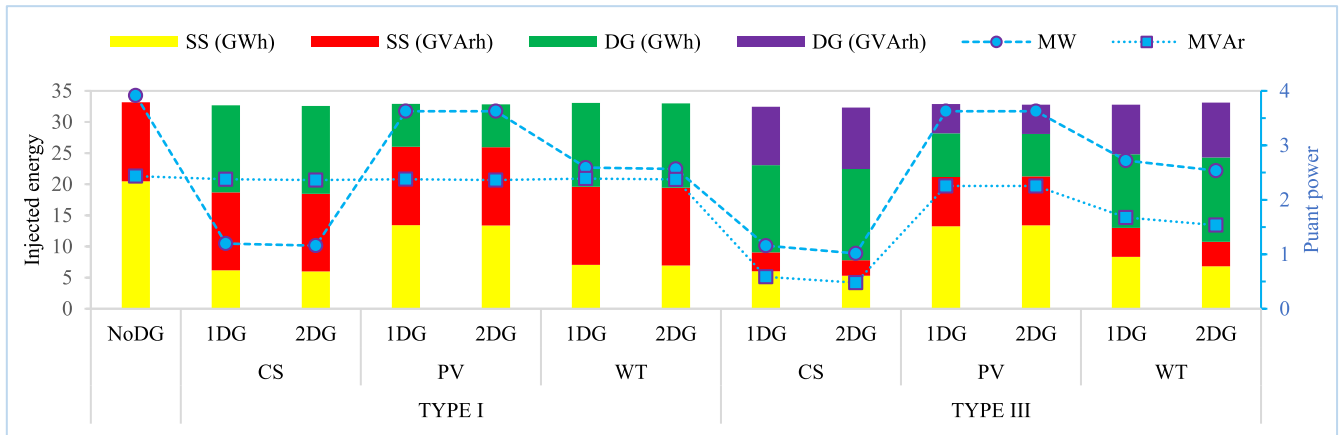 SS (GWh) SS (GVArh) DG (GWh) DG (GVArh) MW MVAr
35 4
30
25 3
20
2
15
10
1
5
0 0
Injected energy
Puant power
NoDG 1DG 2DG 1DG 2DG 1DG 2DG 1DG 2DG 1DG 2DG 1DG 2DG
CS PV WT CS PV WT
TYPE I TYPE III